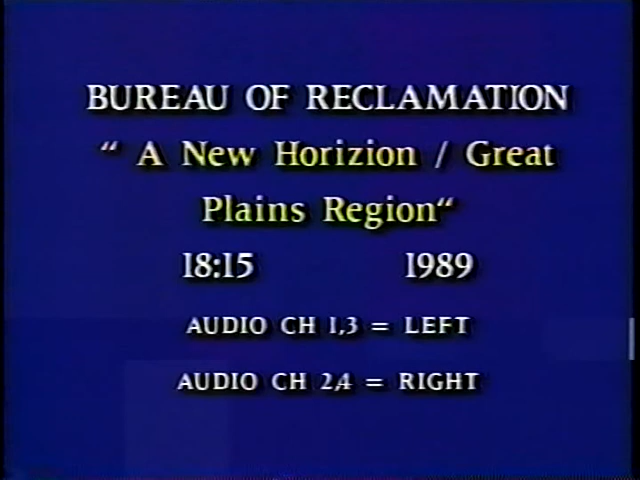 BUREAU OF RECLAMATION
“ A New Horizion / Great
Plains Region“
18:15 1989
AUDIO CH 1,3 = LEFT
AUDIO CH 2,4 = RIGHT